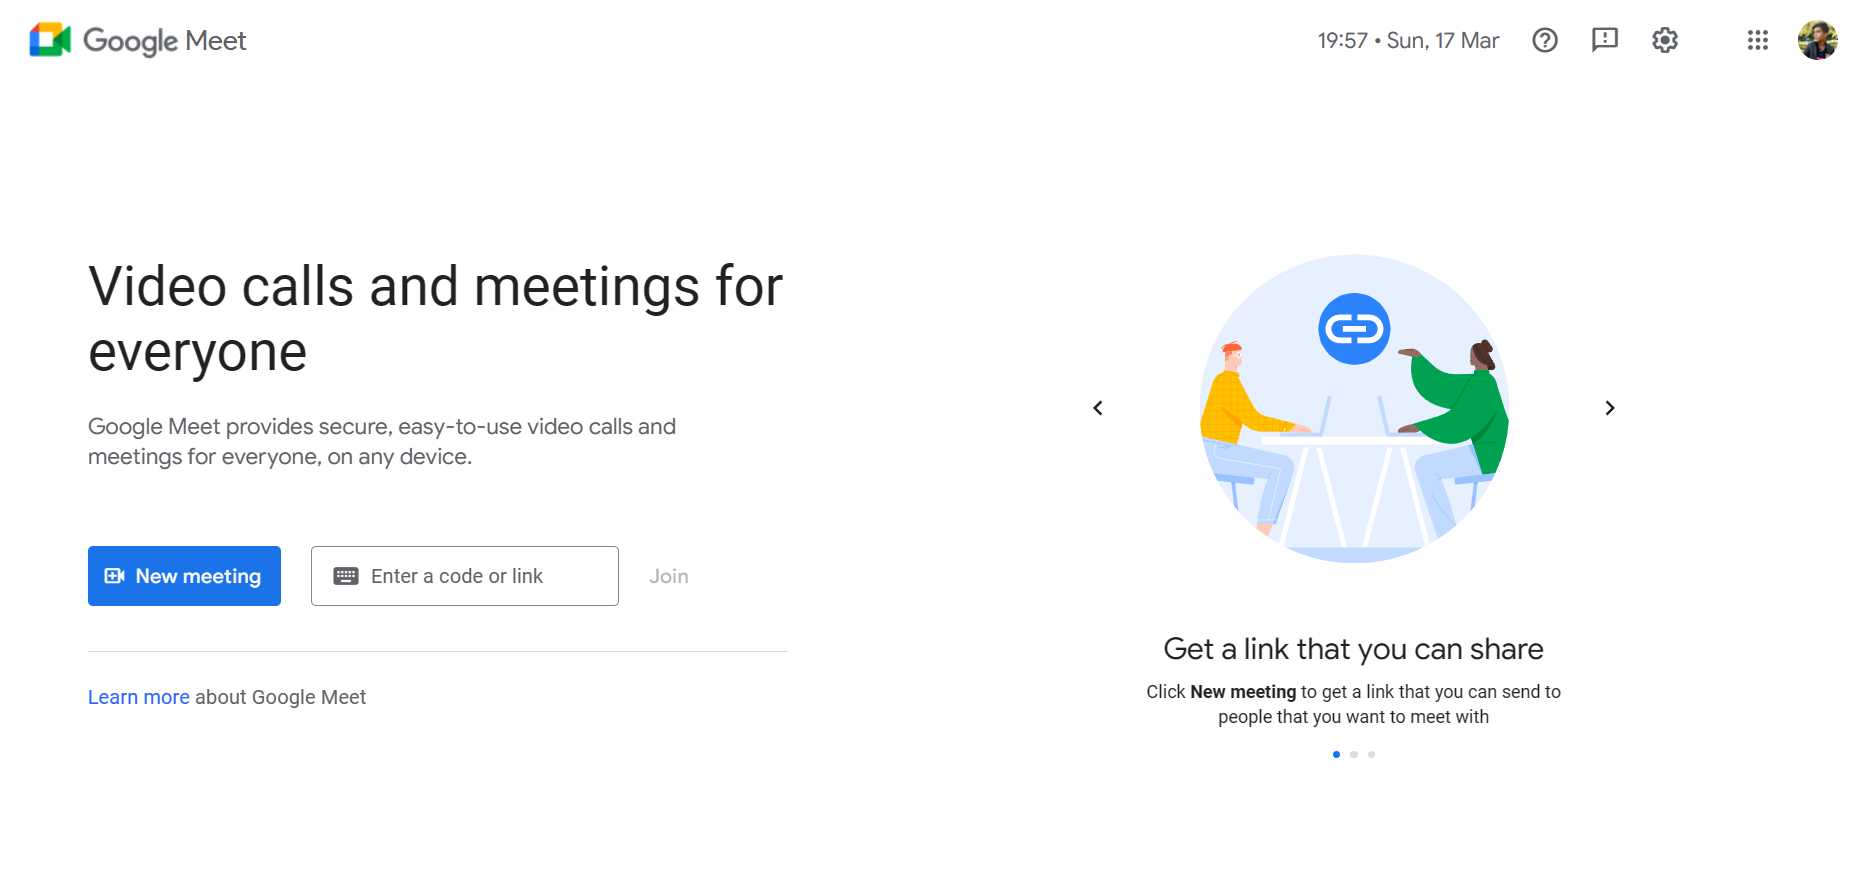 Google Meet
19:57 • Sun, 17 Mar
Video calls and meetings for
everyone
Google Meet provides secure, easy-to-use video calls and
meetings for everyone, on any device.
New meeting
Enter a code or link
Join
Learn more about Google Meet
Get a link that you can share
Click New meeting to get a link that you can send to
people that you want to meet with